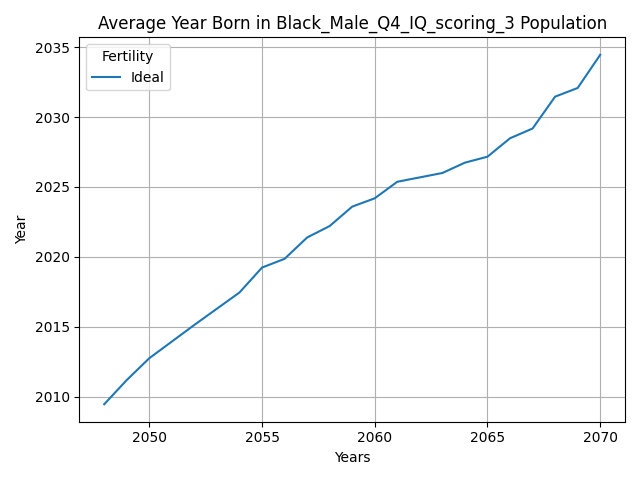 Average Year Born in Black_Male_Q4_IQ_scoring_3 Population
Fertility
Ideal
Year
2035
2030
2025
2020
2015
2010
2050 2055 2060 2065 2070
Years